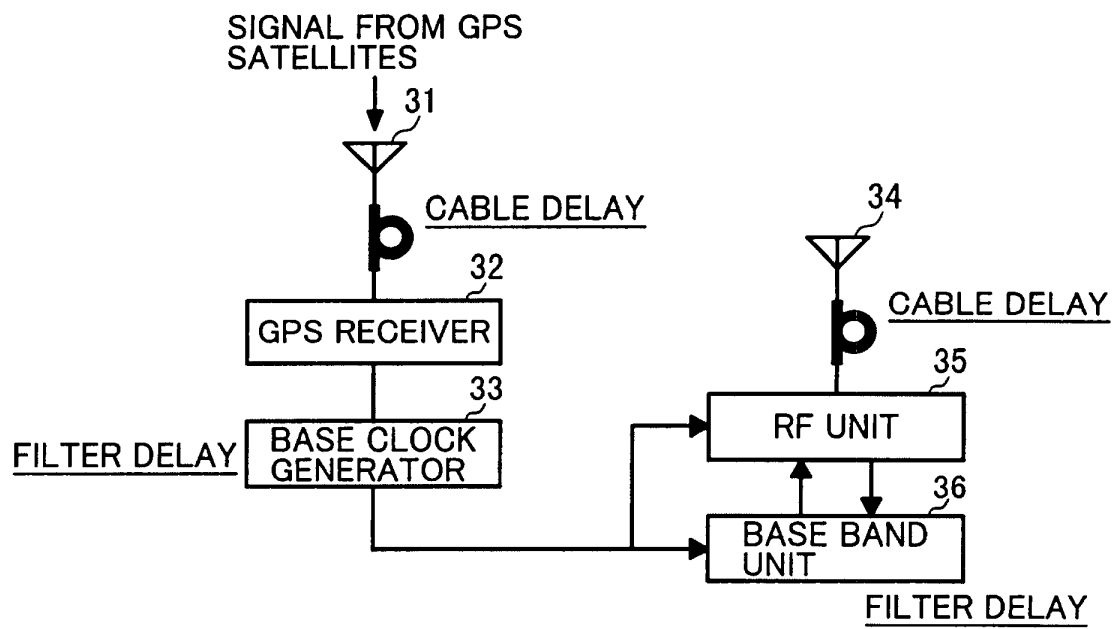 SIGNAL FROM GPS
SATELLITES
31
CABLE DELAY
34
32
GPS RECEIVER
CABLE DELAY
33
35
BASE CLOCK
GENERATOR
RF UNIT
FILTER DELAY
36
BASE BAND
UNIT
FILTER DELAY